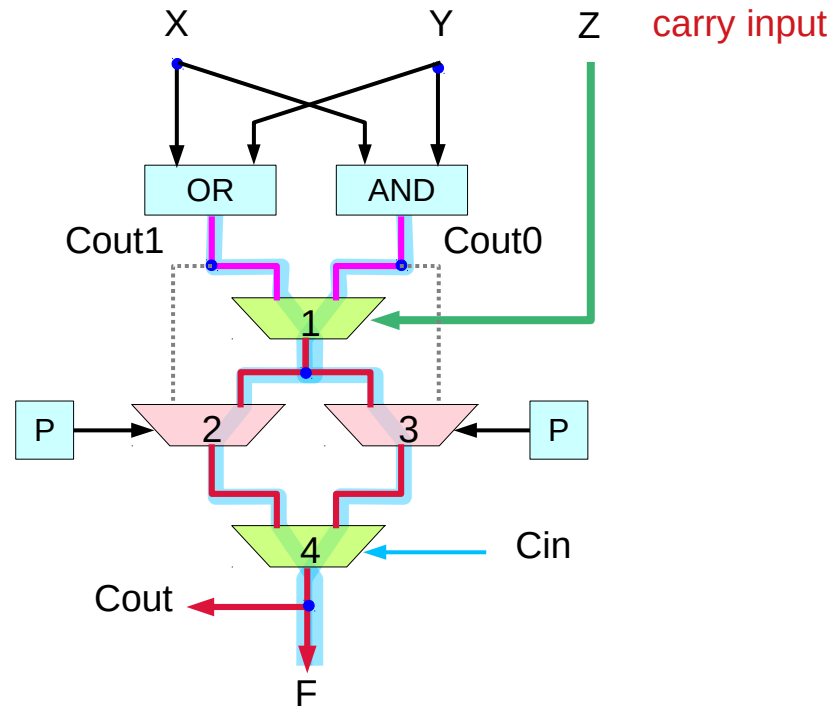 X Y Z carry input
OR AND
Cout1 Cout0
1
P 2 3 P
4 Cin
Cout
F